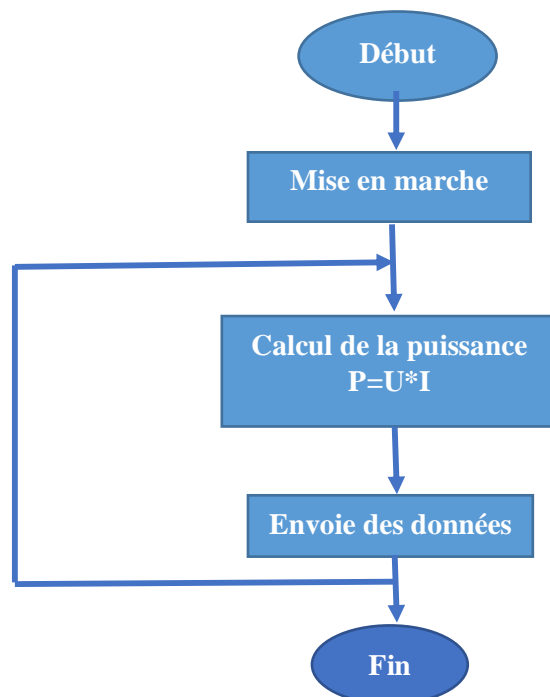 Début
Mise en marche
Calcul de la puissance
P=U*I
Envoie des données
Fin